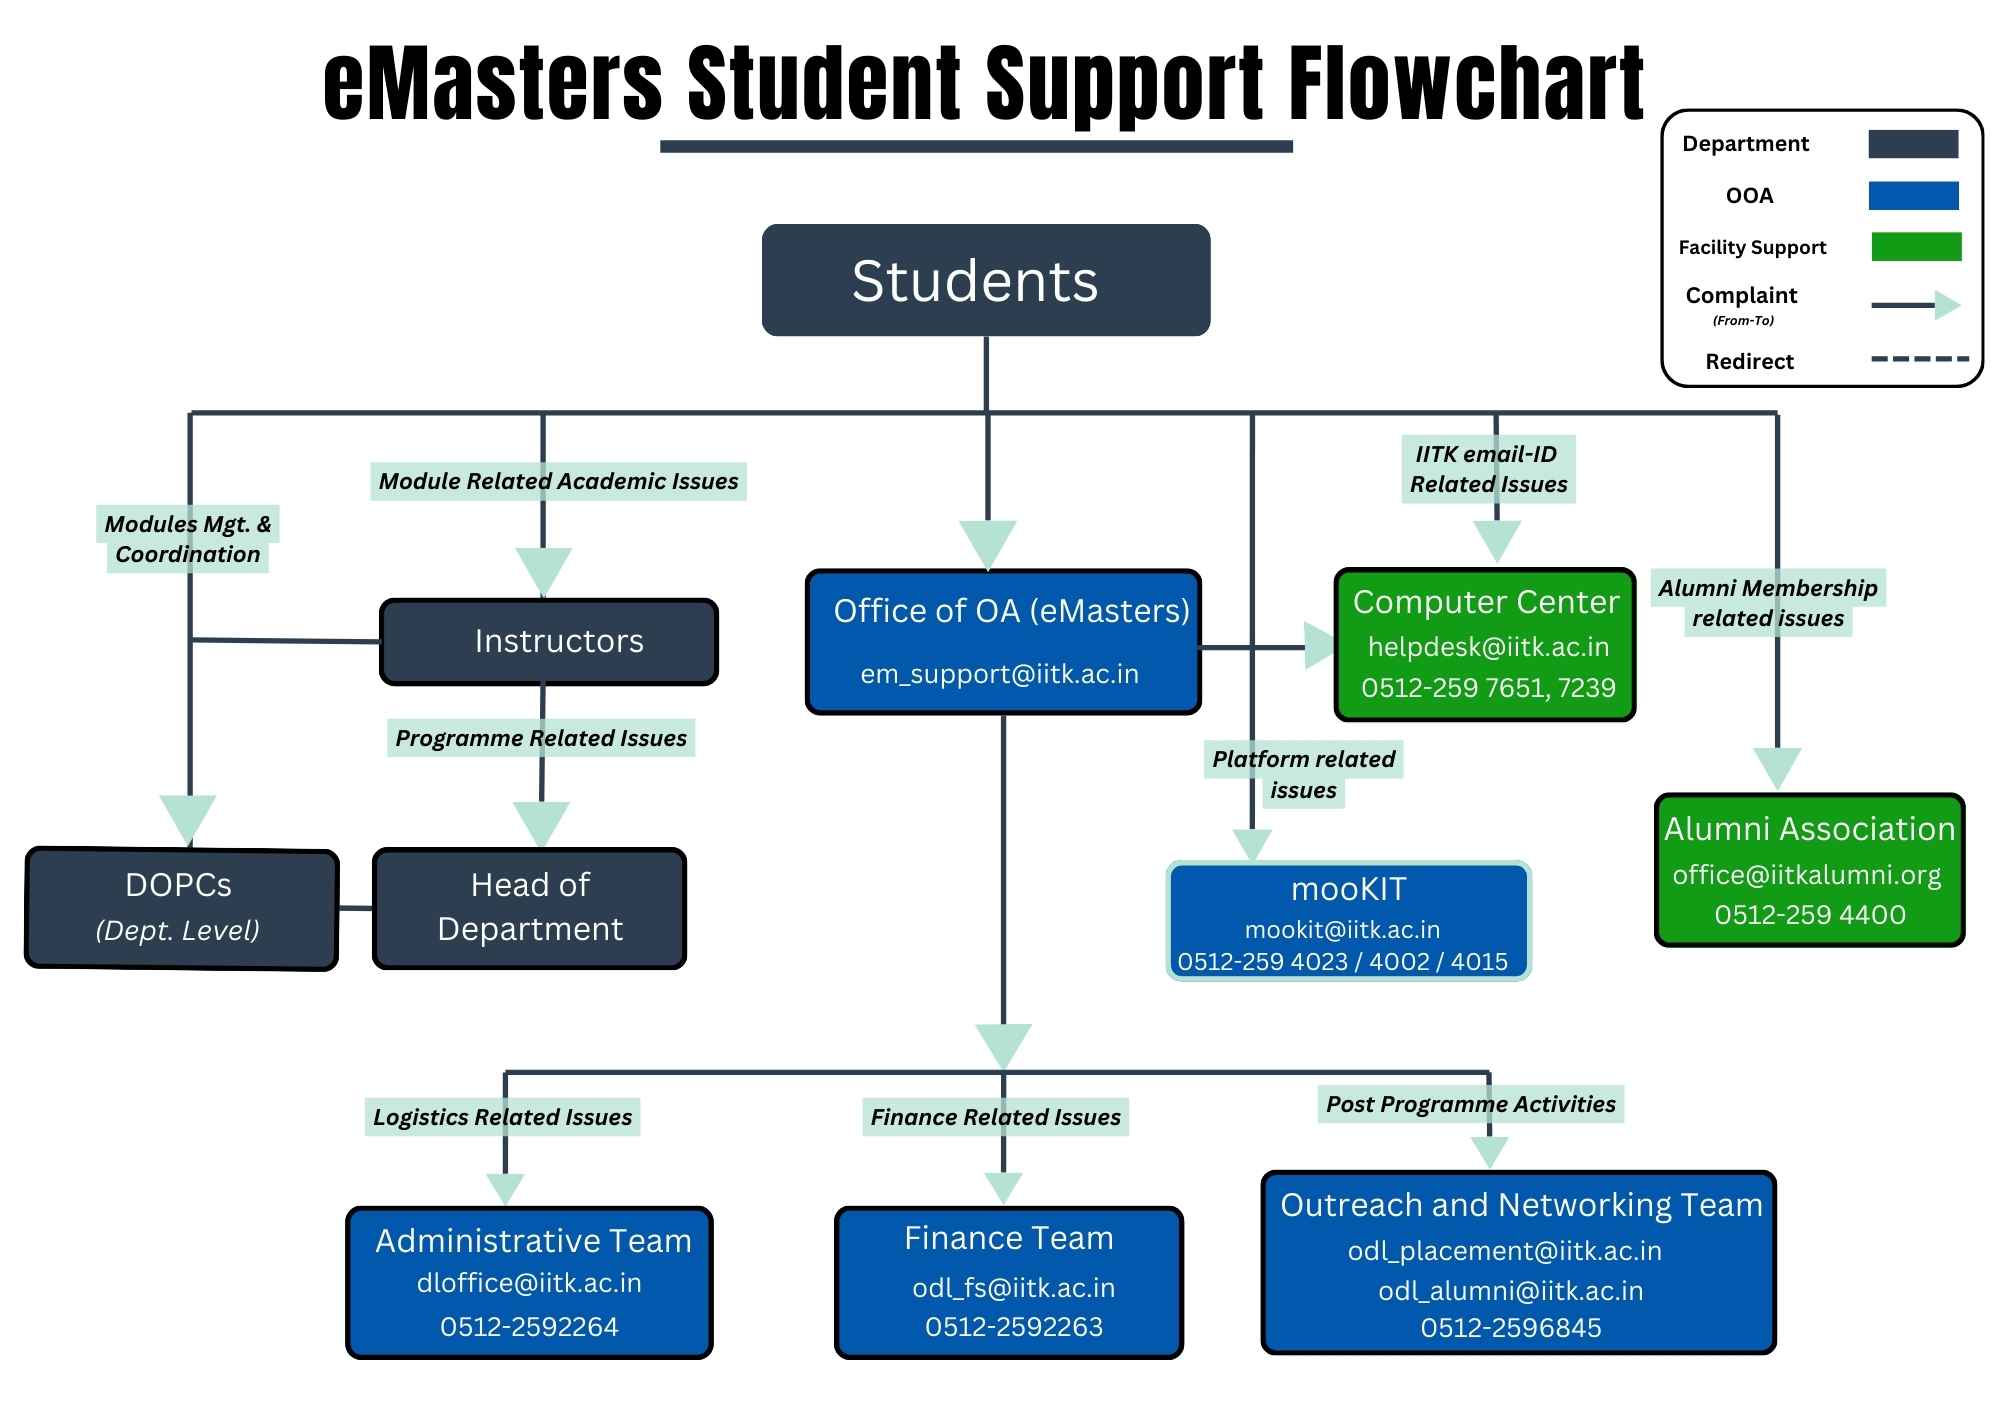 eMasters Student Support Flowchart
Department
OOA
Facility Support
Complaint
(From-To)
Redirect
Students
Modules Mgt. &
Coordination
Module Related Academic Issues
IITK email-ID
Related Issues
Alumni Membership
related issues
Instructors
Programme Related Issues
Office of OA (eMasters)
em_support@iitk.ac.in
Computer Center
helpdesk@iitk.ac.in
0512-259 7651, 7239
Platform related
issues
DOPCs
(Dept. Level)
Head of
Department
mooKIT
mookit@iitk.ac.in
0512-259 4023 / 4002 / 4015
Alumni Association
office@iitkalumni.org
0512-259 4400
Logistics Related Issues
Finance Related Issues
Post Programme Activities
Administrative Team
dloffice@iitk.ac.in
0512-2592264
Finance Team
odl_fs@iitk.ac.in
0512-2592263
Outreach and Networking Team
odl_placement@iitk.ac.in
odl_alumni@iitk.ac.in
0512-2596845